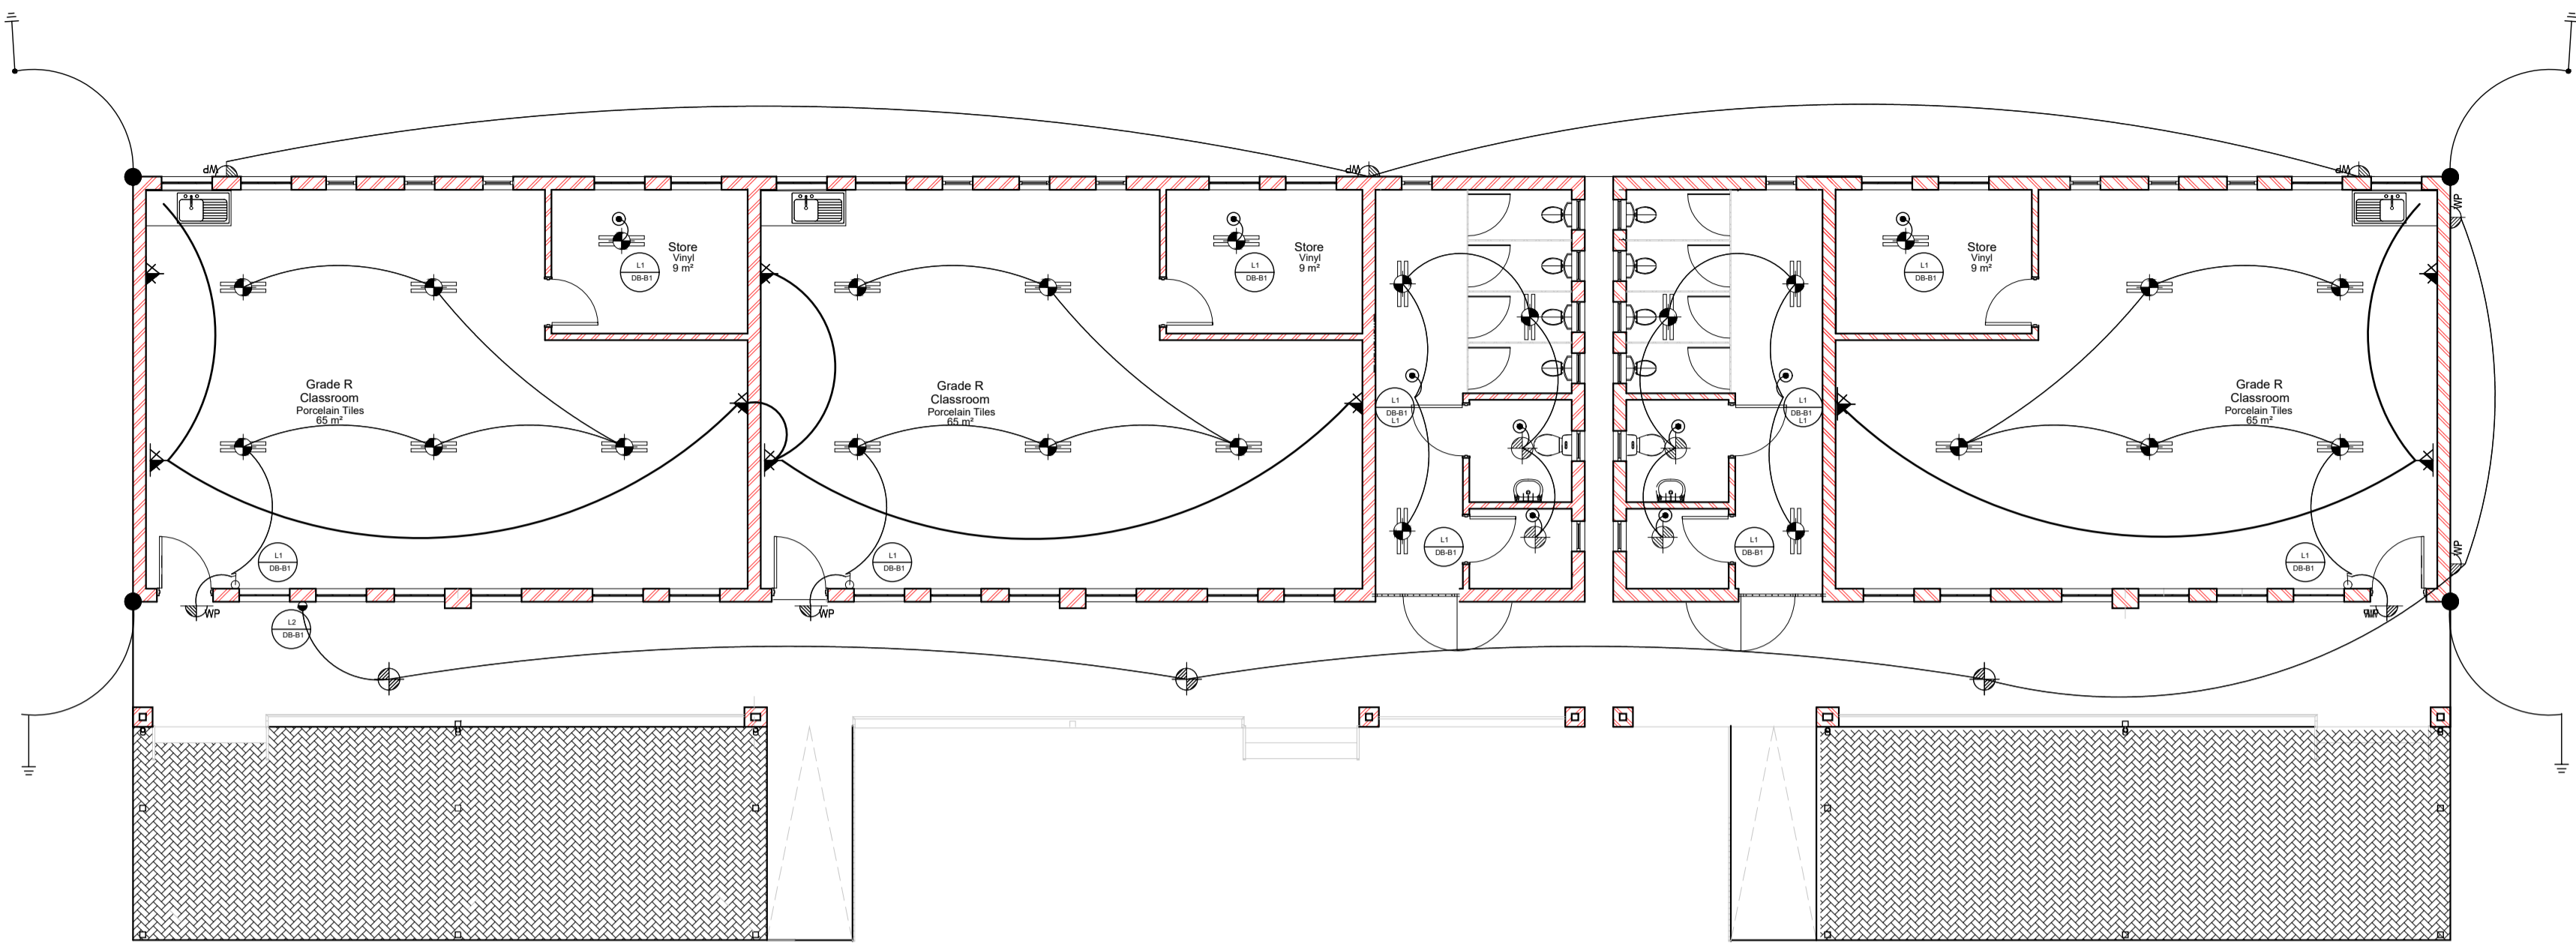 WP
WP
WP
WP
Store
Vinyl
9 m²
L1
DB-B1
Store
Vinyl
9 m²
L1
DB-B1
Store
Vinyl
9 m²
L1
DB-B1
Grade R
Classroom
Porcelain Tiles
65 m²
Grade R
Classroom
Porcelain Tiles
65 m²
L1
DB-B1
L1
L1
DB-B1
L1
Grade R
Classroom
Porcelain Tiles
65 m²
L1
DB-B1
L1
DB-B1
L1
DB-B1
L1
DB-B1
L1
DB-B1
WP
WP
WP
L2
DB-B1